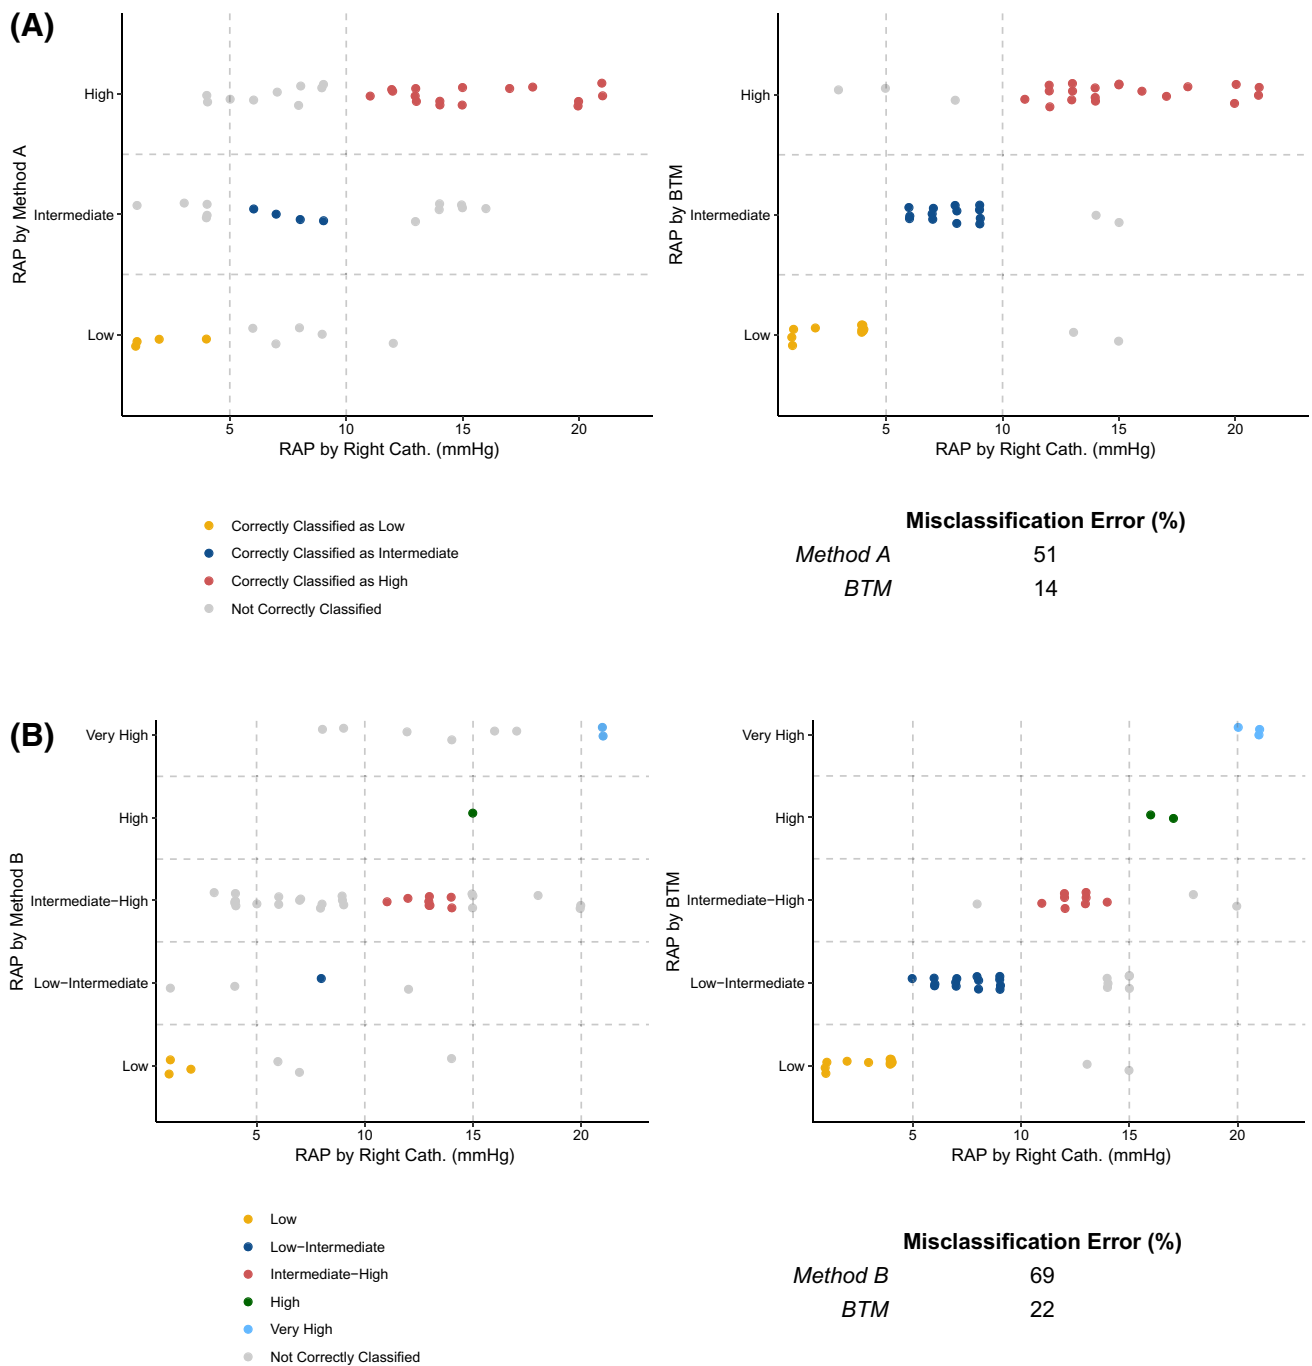 (A)
High
Intermediate
Low
RAP by Method A
5 10 15 20
RAP by Right Cath. (mmHg)
High
Intermediate
Low
RAP by BTM
5 10 15 20
RAP by Right Cath. (mmHg)
Correctly Classified as Low
Correctly Classified as Intermediate
Correctly Classified as High
Not Correctly Classified
Misclassification Error (%)
Method A 51
BTM 14
(B)
Very High
High
Intermediate−High
Low−Intermediate
Low
RAP by Method B
5 10 15 20
RAP by Right Cath. (mmHg)
Very High
High
Intermediate−High
Low−Intermediate
Low
RAP by BTM
5 10 15 20
RAP by Right Cath. (mmHg)
Low
Low−Intermediate
Intermediate−High
High
Very High
Not Correctly Classified
Misclassification Error (%)
Method B 69
BTM 22